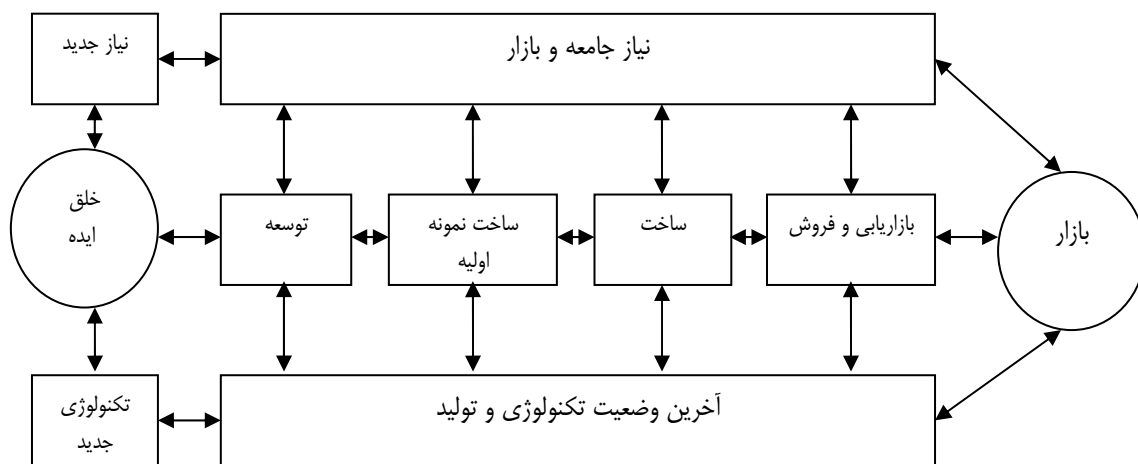 نیاز جدید
نیاز جامعه و بازار
خلق
ایده
توسعه
ساخت نمونه
اولیه
ساخت
بازاریابی و فروش
بازار
تکنولوژی
جدید
آخرین وضعیت تکنولوژی و تولید